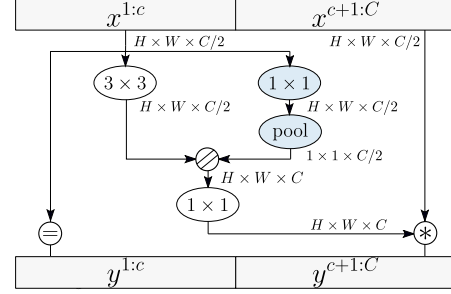 x^{1:c} x^{c+1:C}
H × W × C/2 H × W × C/2
3 × 3 1 × 1
H × W × C/2 H × W × C/2
pool
1 × 1 × C/2
H × W × C
1 × 1
H × W × C
= *
y^{1:c} y^{c+1:C}